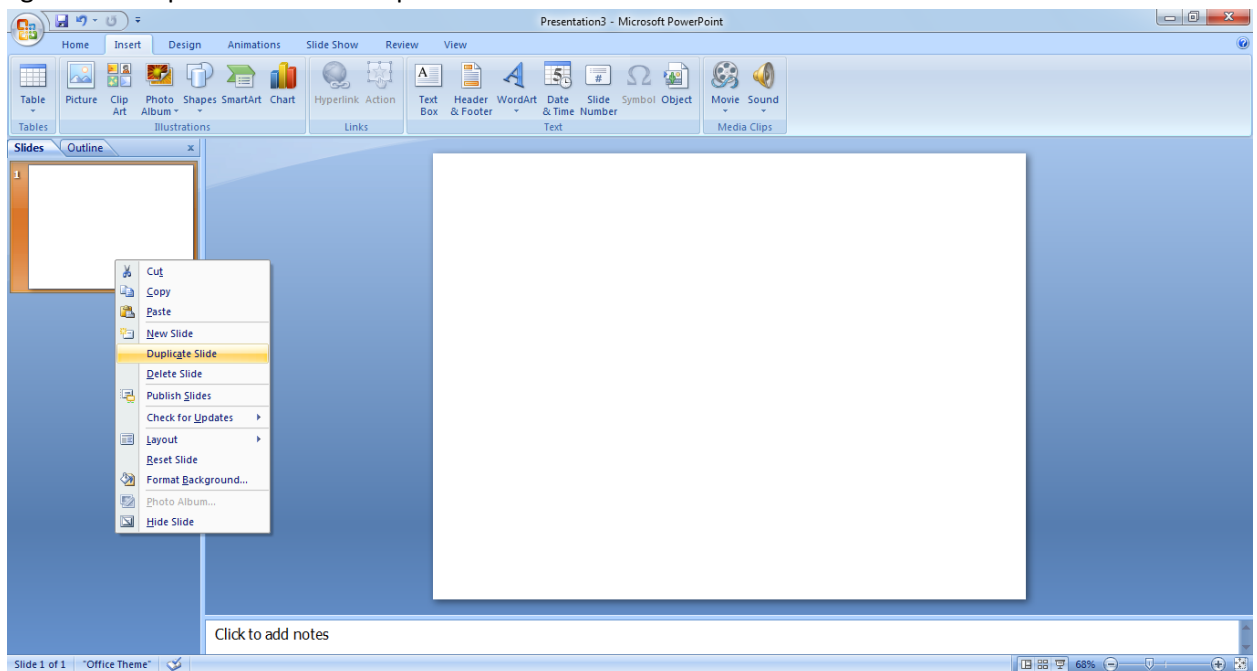 Presentation3 - Microsoft PowerPoint
Home Insert Design Animations Slide Show Review View
Table Picture Clip Art Photo Album Shapes SmartArt Chart Hyperlink Action Text Box Header & Footer WordArt Date & Time Slide Number Symbol Object Movie Sound
Tables Illustrations Links Text Media Clips
Slides Outline x
1
Cut
Copy
Paste
New Slide
Duplicate Slide
Delete Slide
Publish Slides
Check for Updates
Layout
Reset Slide
Format Background...
Photo Album...
Hide Slide
Click to add notes
Slide 1 of 1 "Office Theme" 68%